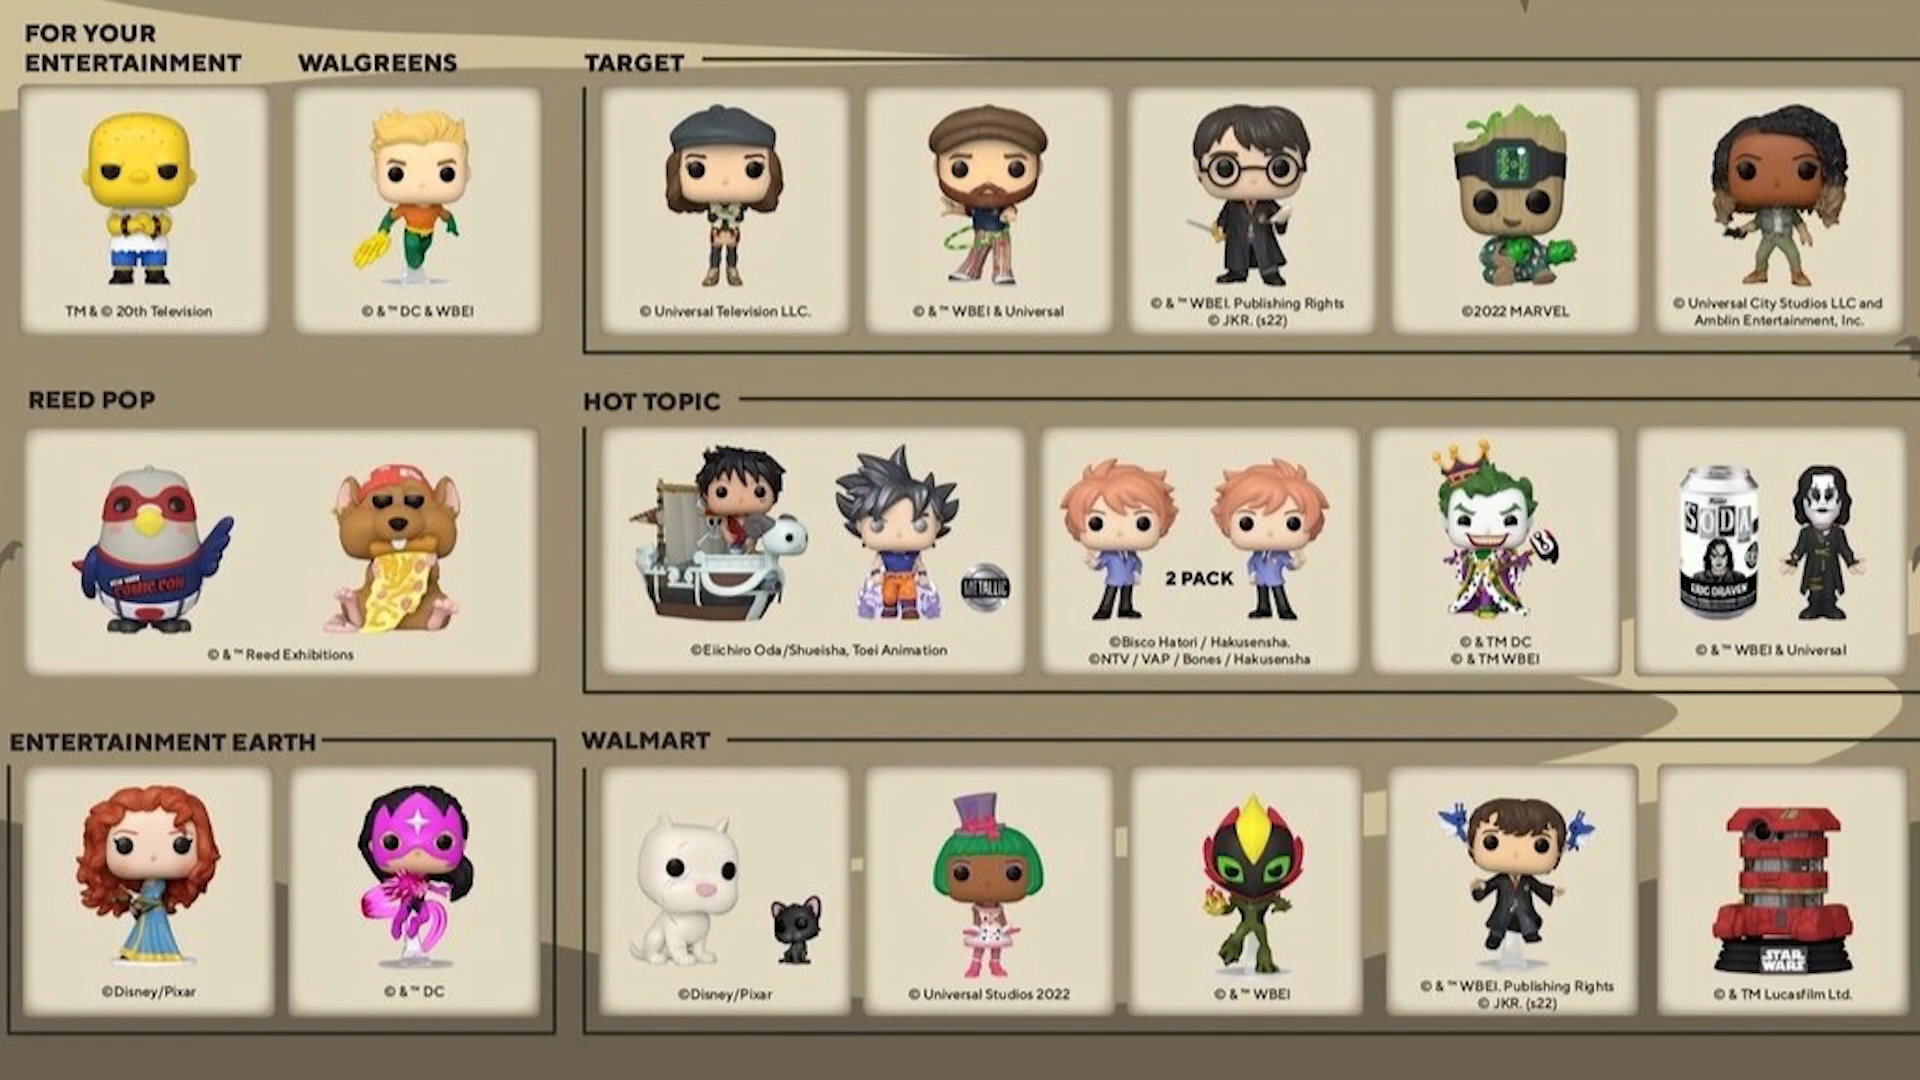 FOR YOUR
ENTERTAINMENT
WALGREENS
TARGET
TM & © 20th Television
© & ™ DC & WBEI
© Universal Television LLC.
© & ™ WBEI & Universal
© & ™ WBEI. Publishing Rights
© JKR. (s22)
©2022 MARVEL
© Universal City Studios LLC and
Amblin Entertainment, Inc.
REED POP
HOT TOPIC
COMIC CON
© & ™ Reed Exhibitions
METALLIC
©Eiichiro Oda/Shueisha, Toei Animation
2 PACK
©Bisco Hatori / Hakusensha.
©NTV / VAP / Bones / Hakusensha
© & TM DC
© & TM WBEI
Funko
SODA
ERIC DRAVEN
© & ™ WBEI & Universal
ENTERTAINMENT EARTH
WALMART
©Disney/Pixar
© & ™ DC
©Disney/Pixar
© Universal Studios 2022
© & ™ WBEI
© & ™ WBEI. Publishing Rights
© JKR. (s22)
STAR
WARS
© & TM Lucasfilm Ltd.